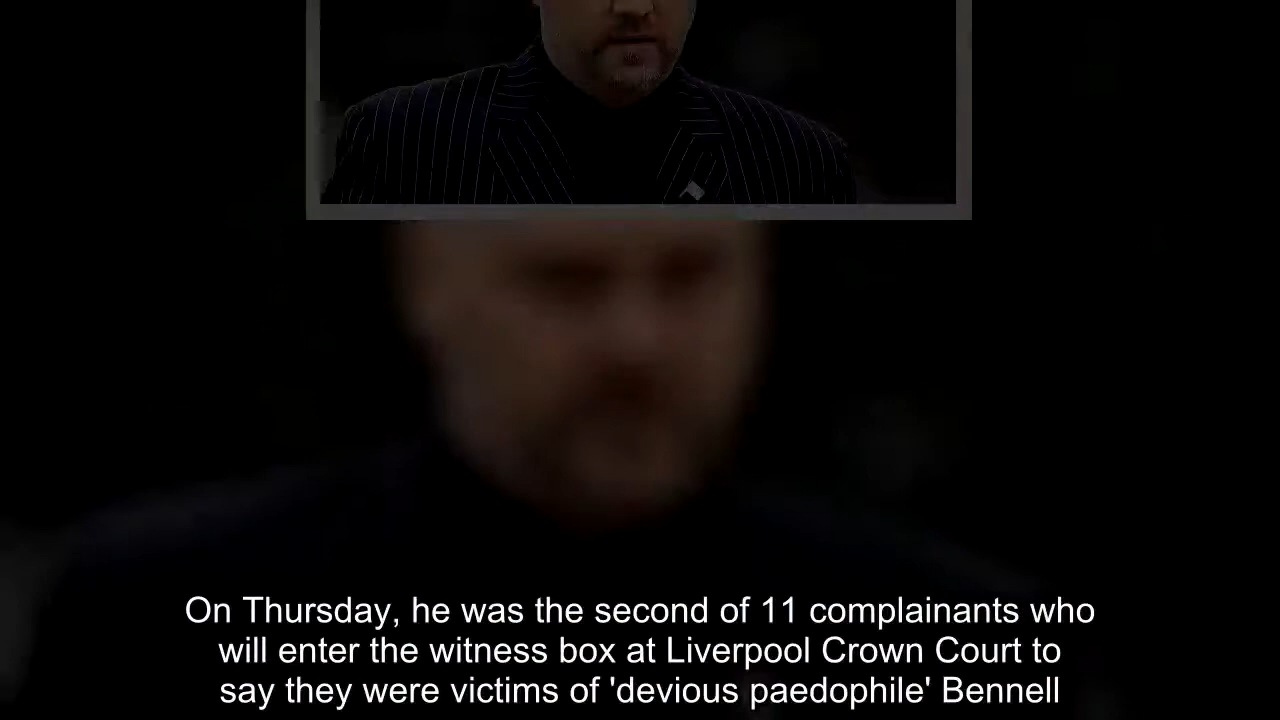 On Thursday, he was the second of 11 complainants who
will enter the witness box at Liverpool Crown Court to
say they were victims of 'devious paedophile' Bennell